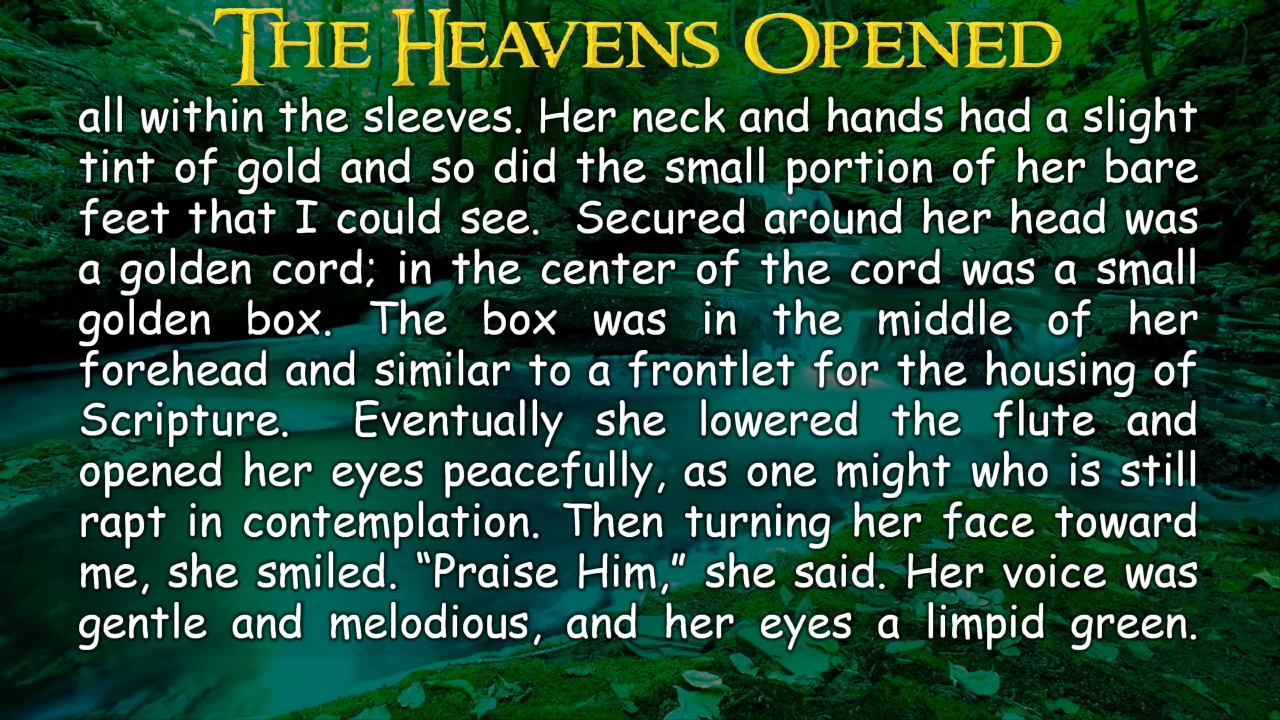 The Heavens Opened
all within the sleeves. Her neck and hands had a slight
tint of gold and so did the small portion of her bare
feet that I could see.  Secured around her head was
a golden cord; in the center of the cord was a small
golden box. The box was in the middle of her
forehead and similar to a frontlet for the housing of
Scripture.  Eventually she lowered the flute and
opened her eyes peacefully, as one might who is still
rapt in contemplation. Then turning her face toward
me, she smiled. “Praise Him,” she said. Her voice was
gentle and melodious, and her eyes a limpid green.